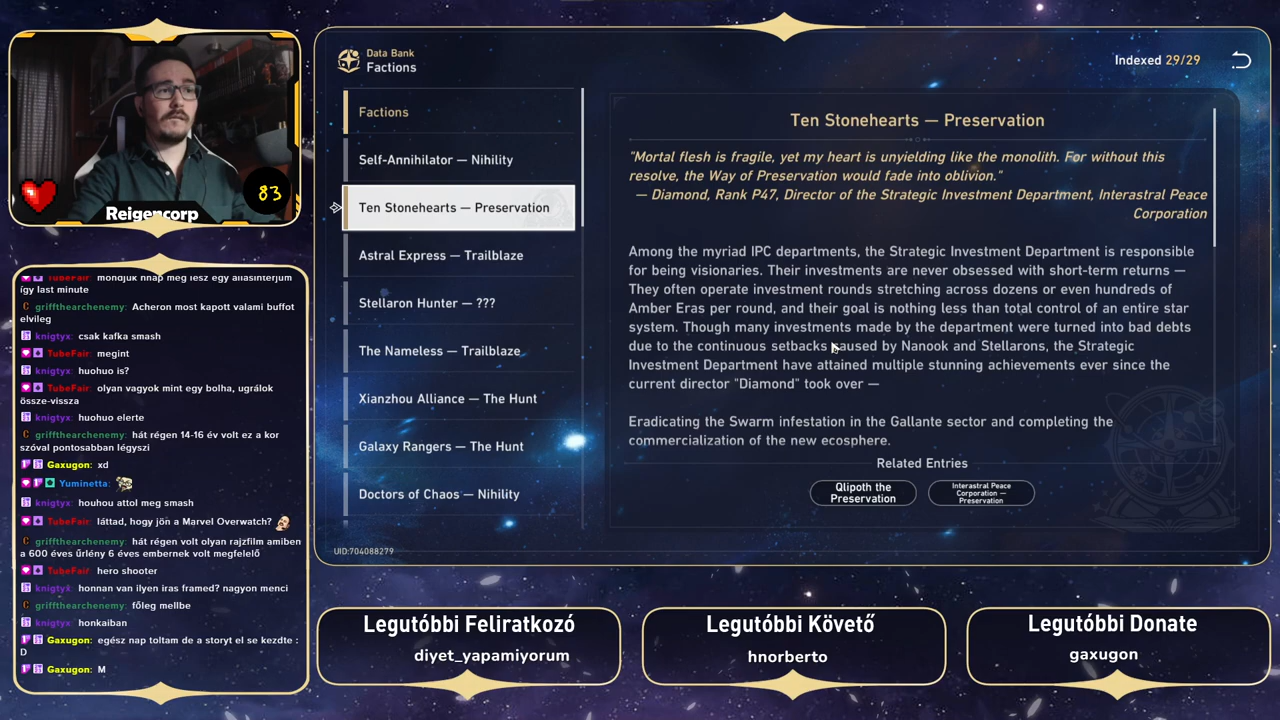 83
Reigencorp
TubeFair: mondjuk nnap meg lesz egy állásinterjum
így last minute
griffthearchenemy: Acheron most kapott valami buffot
elvileg
knigtyx: csak kafka smash
TubeFair: megint
knigtyx: huohuo is?
TubeFair: olyan vagyok mint egy bolha, ugrálok
össze-vissza
knigtyx: huohuo elerte
griffthearchenemy: hát régen 14-16 év volt ez a kor
szóval pontosabban légyszi
Gaxugon: xd
Yuminetta:
knigtyx: houhou attol meg smash
TubeFair: láttad, hogy jön a Marvel Overwatch?
griffthearchenemy: hát régen volt olyan rajzfilm amiben
a 600 éves űrlény 6 éves embernek volt megfelelő
TubeFair: hero shooter
knigtyx: honnan van ilyen iras framed? nagyon menci
griffthearchenemy: főleg mellbe
knigtyx: honkaiban
Gaxugon: egész nap toltam de a storyt el se kezdte :
D
Gaxugon: M
Data Bank
Factions
Indexed 29/29
Factions
Self-Annihilator — Nihility
Ten Stonehearts — Preservation
Astral Express — Trailblaze
Stellaron Hunter — ???
The Nameless — Trailblaze
Xianzhou Alliance — The Hunt
Galaxy Rangers — The Hunt
Doctors of Chaos — Nihility
Ten Stonehearts — Preservation
"Mortal flesh is fragile, yet my heart is unyielding like the monolith. For without this
resolve, the Way of Preservation would fade into oblivion."
— Diamond, Rank P47, Director of the Strategic Investment Department, Interastral Peace
Corporation
Among the myriad IPC departments, the Strategic Investment Department is responsible
for being visionaries. Their investments are never obsessed with short-term returns —
They often operate investment rounds stretching across dozens or even hundreds of
Amber Eras per round, and their goal is nothing less than total control of an entire star
system. Though many investments made by the department were turned into bad debts
due to the continuous setbacks caused by Nanook and Stellarons, the Strategic
Investment Department have attained multiple stunning achievements ever since the
current director "Diamond" took over —
Eradicating the Swarm infestation in the Gallante sector and completing the
commercialization of the new ecosphere.
Related Entries
Qlipoth the
Preservation
Interastral Peace
Corporation —
Preservation
UID:704088279
Legutóbbi Feliratkozó
diyet_yapamiyorum
Legutóbbi Követő
hnorberto
Legutóbbi Donate
gaxugon